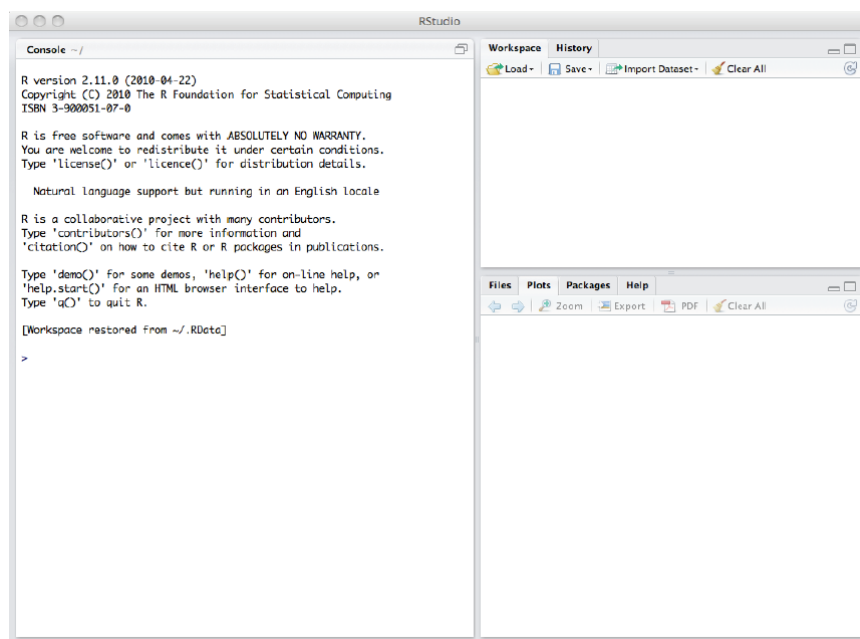 RStudio
Console ~/
R version 2.11.0 (2010-04-22)
Copyright (C) 2010 The R Foundation for Statistical Computing
ISBN 3-900051-07-0
R is free software and comes with ABSOLUTELY NO WARRANTY.
You are welcome to redistribute it under certain conditions.
Type 'license()' or 'licence()' for distribution details.
Natural language support but running in an English locale
R is a collaborative project with many contributors.
Type 'contributors()' for more information and
'citation()' on how to cite R or R packages in publications.
Type 'demo()' for some demos, 'help()' for on-line help, or
'help.start()' for an HTML browser interface to help.
Type 'q()' to quit R.
[Workspace restored from ~/.RData]
>
Workspace History
Load Save Import Dataset Clear All
Files Plots Packages Help
Zoom Export PDF Clear All